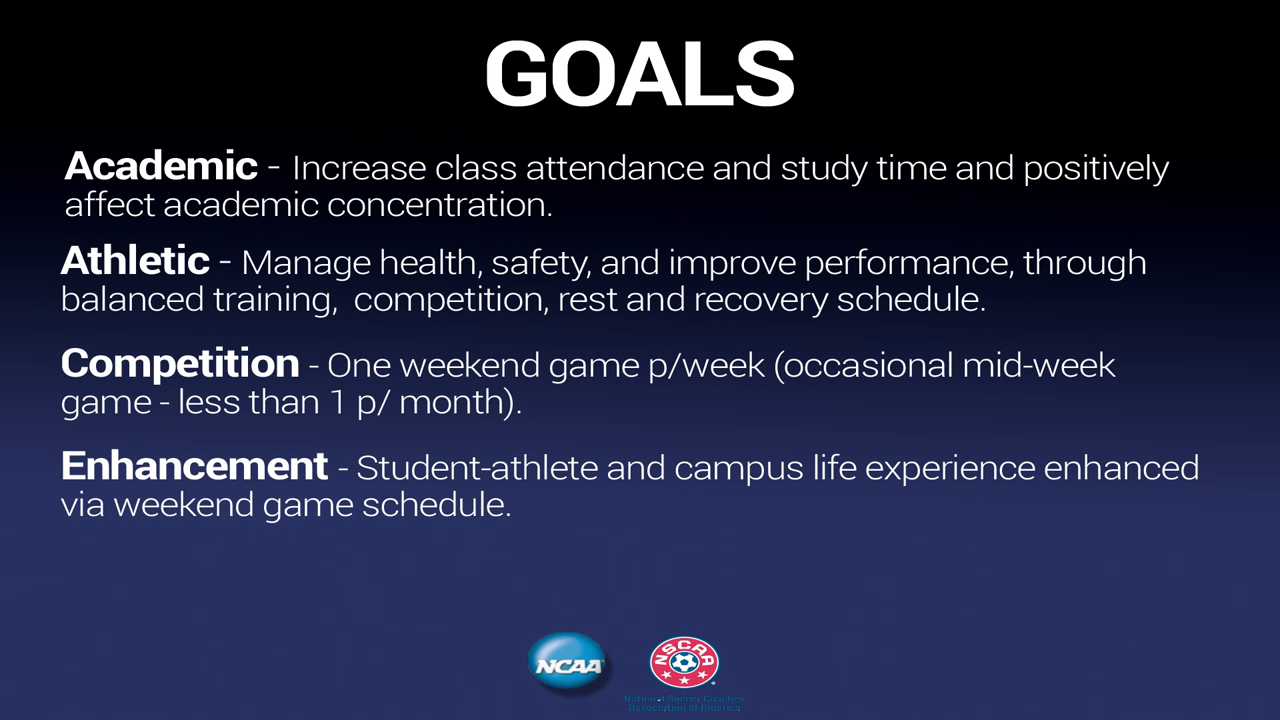 GOALS
Academic - Increase class attendance and study time and positively
affect academic concentration.
Athletic - Manage health, safety, and improve performance, through
balanced training,  competition, rest and recovery schedule.
Competition - One weekend game p/week (occasional mid-week
game - less than 1 p/ month).
Enhancement - Student-athlete and campus life experience enhanced
via weekend game schedule.
NCAA
NSCAA
National Soccer Coaches
Association of America